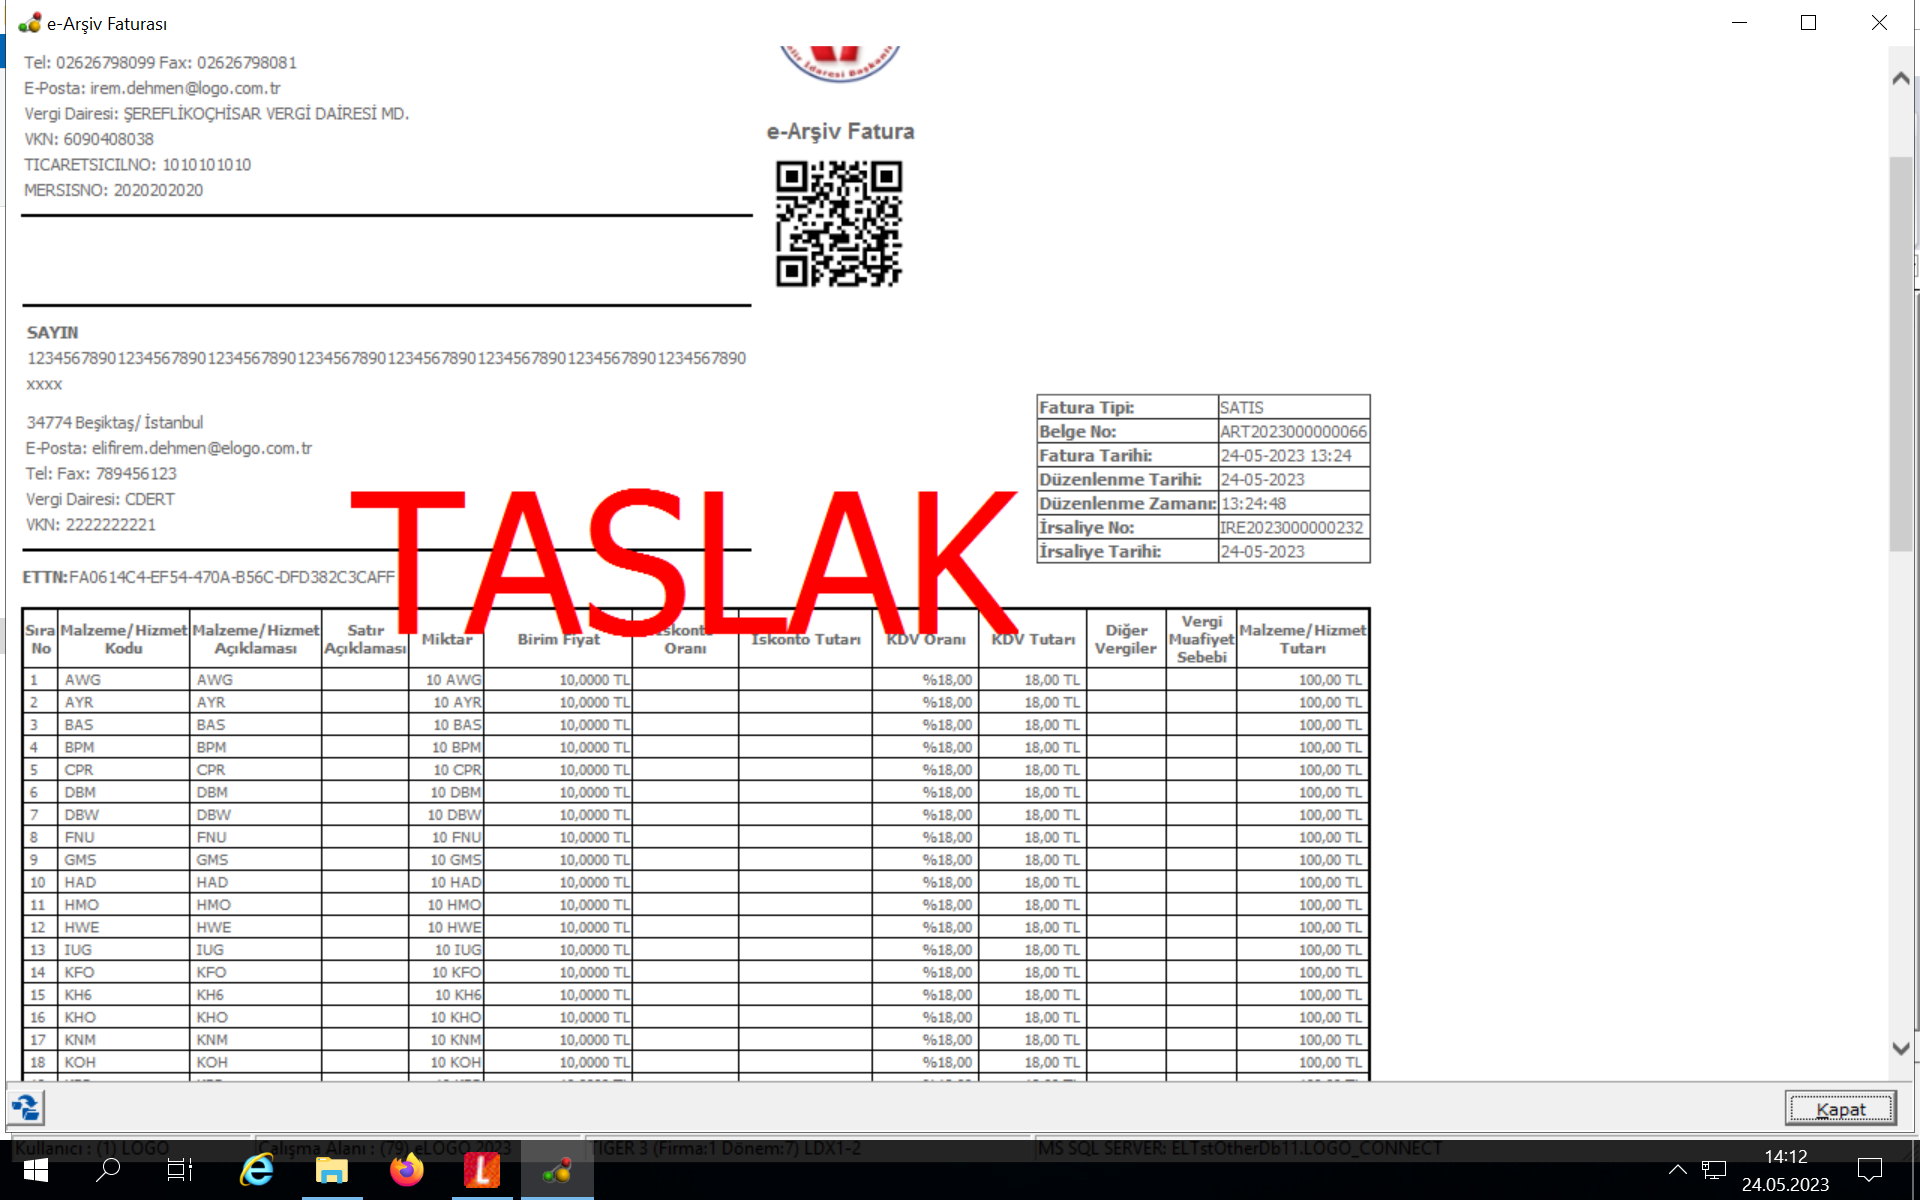 e-Arşiv Faturası
Tel: 02626798099 Fax: 02626798081
E-Posta: irem.dehmen@logo.com.tr
Vergi Dairesi: ŞEREFLİKOÇHİSAR VERGİ DAİRESİ MD.
VKN: 6090408038
TICARETSICILNO: 1010101010
MERSISNO: 2020202020
İdaresi Başkanlı
e-Arşiv Fatura
SAYIN
12345678901234567890123456789012345678901234567890123456789012345678901234567890
xxxx
34774 Beşiktaş/ İstanbul
E-Posta: elifirem.dehmen@elogo.com.tr
Tel: Fax: 789456123
Vergi Dairesi: CDERT
VKN: 2222222221
Fatura Tipi: SATIS
Belge No: ART2023000000066
Fatura Tarihi: 24-05-2023 13:24
Düzenlenme Tarihi: 24-05-2023
Düzenlenme Zamanı: 13:24:48
İrsaliye No: IRE2023000000232
İrsaliye Tarihi: 24-05-2023
TASLAK
ETTN: FA0614C4-EF54-470A-B56C-DFD382C3CAFF
Sıra No Malzeme/Hizmet Kodu Malzeme/Hizmet Açıklaması Satır Açıklaması Miktar Birim Fiyat İskonto Oranı İskonto Tutarı KDV Oranı KDV Tutarı Diğer Vergiler Vergi Muafiyet Sebebi Malzeme/Hizmet Tutarı
1 AWG AWG 10 AWG 10,0000 TL %18,00 18,00 TL 100,00 TL
2 AYR AYR 10 AYR 10,0000 TL %18,00 18,00 TL 100,00 TL
3 BAS BAS 10 BAS 10,0000 TL %18,00 18,00 TL 100,00 TL
4 BPM BPM 10 BPM 10,0000 TL %18,00 18,00 TL 100,00 TL
5 CPR CPR 10 CPR 10,0000 TL %18,00 18,00 TL 100,00 TL
6 DBM DBM 10 DBM 10,0000 TL %18,00 18,00 TL 100,00 TL
7 DBW DBW 10 DBW 10,0000 TL %18,00 18,00 TL 100,00 TL
8 FNU FNU 10 FNU 10,0000 TL %18,00 18,00 TL 100,00 TL
9 GMS GMS 10 GMS 10,0000 TL %18,00 18,00 TL 100,00 TL
10 HAD HAD 10 HAD 10,0000 TL %18,00 18,00 TL 100,00 TL
11 HMO HMO 10 HMO 10,0000 TL %18,00 18,00 TL 100,00 TL
12 HWE HWE 10 HWE 10,0000 TL %18,00 18,00 TL 100,00 TL
13 IUG IUG 10 IUG 10,0000 TL %18,00 18,00 TL 100,00 TL
14 KFO KFO 10 KFO 10,0000 TL %18,00 18,00 TL 100,00 TL
15 KH6 KH6 10 KH6 10,0000 TL %18,00 18,00 TL 100,00 TL
16 KHO KHO 10 KHO 10,0000 TL %18,00 18,00 TL 100,00 TL
17 KNM KNM 10 KNM 10,0000 TL %18,00 18,00 TL 100,00 TL
18 KOH KOH 10 KOH 10,0000 TL %18,00 18,00 TL 100,00 TL
Kapat
Kullanıcı : (1) LOGO Çalışma Alanı : (79) eLOGO 2023 TIGER 3 (Firma:1 Dönem:7) LDX1-2 MS SQL SERVER: ELTstOtherDb11.LOGO_CONNECT
14:12
24.05.2023